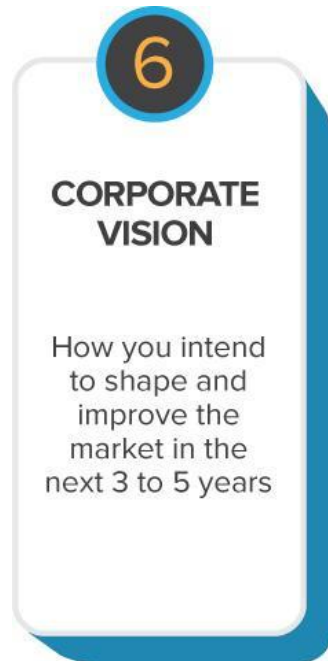 6
CORPORATE
VISION
How you intend
to shape and
improve the
market in the
next 3 to 5 years